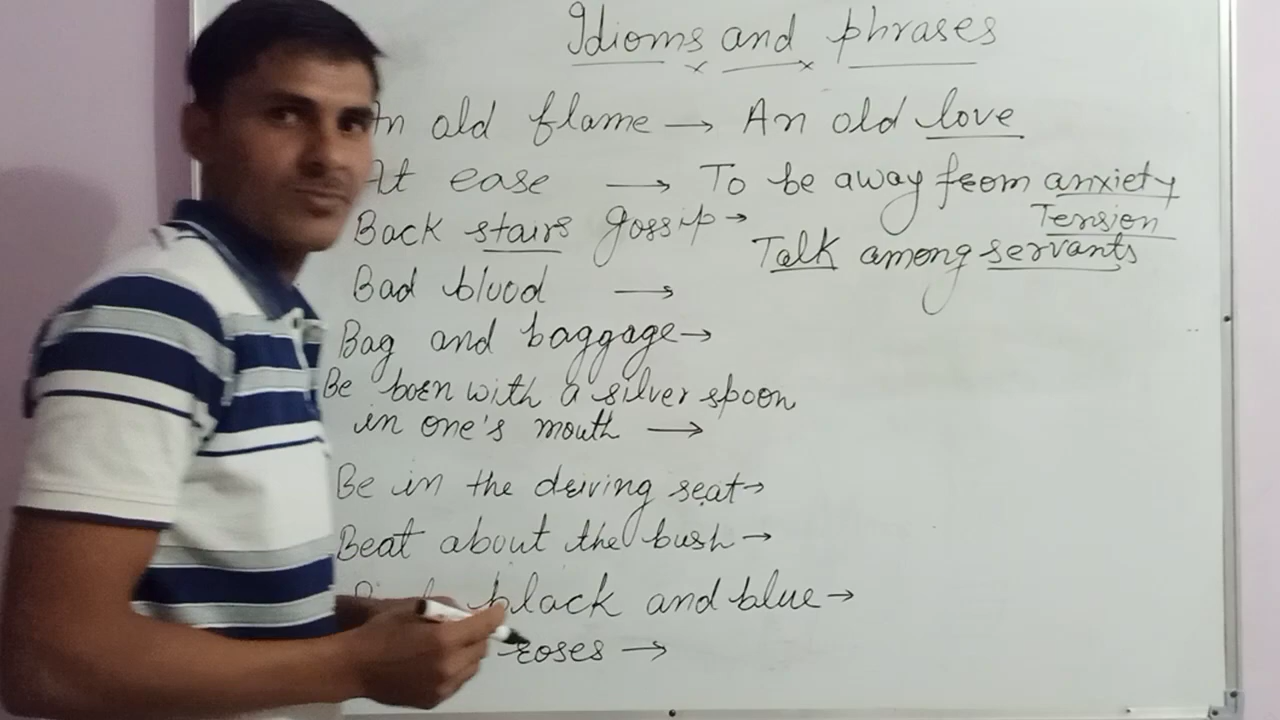 Idioms and phrases
An old flame → An old love
At ease → To be away from anxiety
Tension
Back stairs gossip →
Talk among servants
Bad blood →
Bag and baggage →
Be born with a silver spoon
in one's mouth →
Be in the driving seat →
Beat about the bush →
black and blue →
roses →